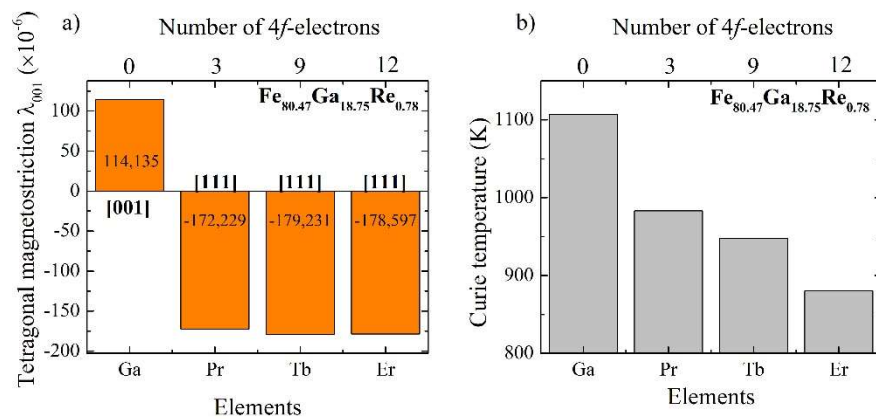 a)
Number of 4f-electrons
0 3 9 12
Tetragonal magnetostriction λ001 (×10-6)
Fe80.47Ga18.75Re0.78
100
50
0
-50
-100
-150
-200
114,135
[001]
[111] [111] [111]
-172,229 -179,231 -178,597
Ga Pr Tb Er
Elements
b)
Number of 4f-electrons
0 3 9 12
Curie temperature (K)
Fe80.47Ga18.75Re0.78
1100
1000
900
800
Ga Pr Tb Er
Elements